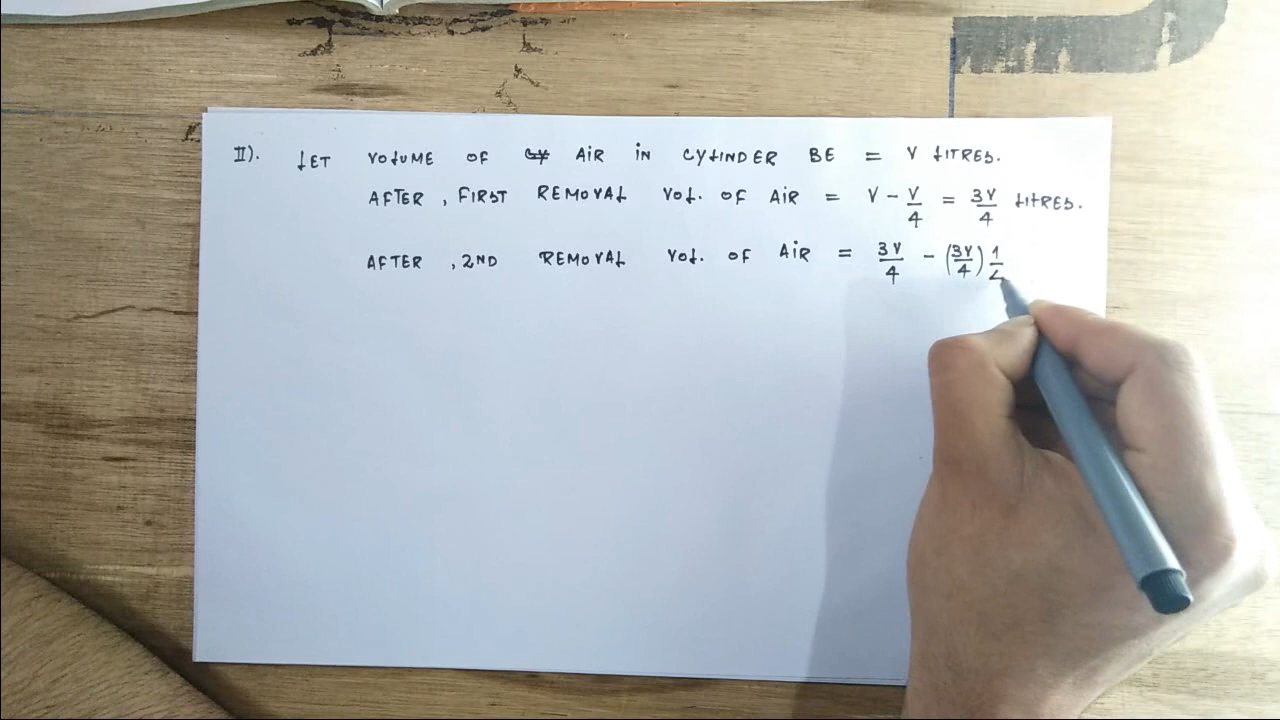 II). LET VOLUME OF AIR IN CYLINDER BE = V LITRES.
AFTER, FIRST REMOVAL VOL. OF AIR = V - V/4 = 3V/4 LITRES.
AFTER, 2ND REMOVAL VOL. OF AIR = 3V/4 - (3V/4) 1/